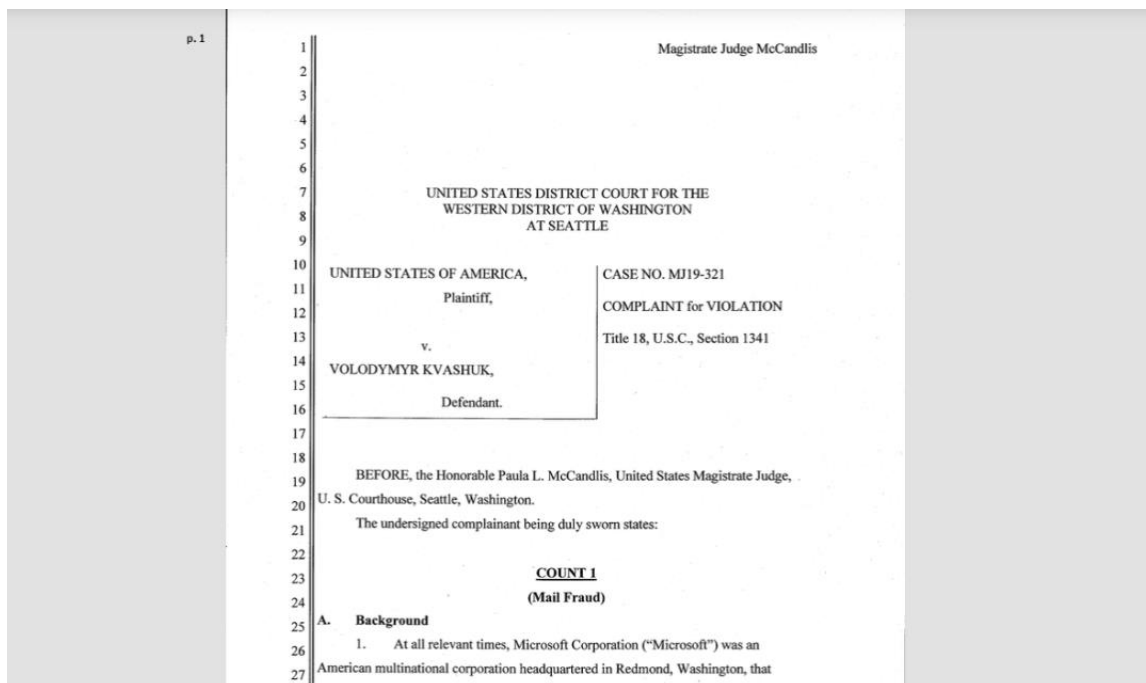 p. 1
Magistrate Judge McCandlis
1
2
3
4
5
6
7
8
9
10
11
12
13
14
15
16
17
18
19
20
21
22
23
24
25
26
27
UNITED STATES DISTRICT COURT FOR THE
WESTERN DISTRICT OF WASHINGTON
AT SEATTLE
UNITED STATES OF AMERICA,
Plaintiff,
v.
VOLODYMYR KVASHUK,
Defendant.
CASE NO. MJ19-321
COMPLAINT for VIOLATION
Title 18, U.S.C., Section 1341
BEFORE, the Honorable Paula L. McCandlis, United States Magistrate Judge,
U. S. Courthouse, Seattle, Washington.
The undersigned complainant being duly sworn states:
COUNT 1
(Mail Fraud)
A. Background
1. At all relevant times, Microsoft Corporation (“Microsoft”) was an
American multinational corporation headquartered in Redmond, Washington, that